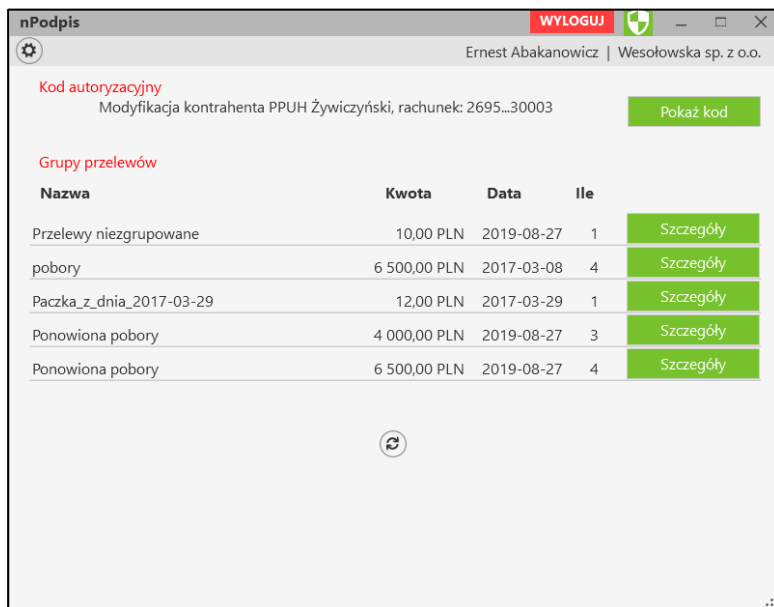 nPodpis WYLOGUJ
Ernest Abakanowicz | Wesołowska sp. z o.o.
Kod autoryzacyjny
Modyfikacja kontrahenta PPUH Żywiczyński, rachunek: 2695...30003 Pokaż kod
Grupy przelewów
Nazwa Kwota Data Ile
Przelewy niezgrupowane 10,00 PLN 2019-08-27 1 Szczegóły
pobory 6 500,00 PLN 2017-03-08 4 Szczegóły
Paczka_z_dnia_2017-03-29 12,00 PLN 2017-03-29 1 Szczegóły
Ponowiona pobory 4 000,00 PLN 2019-08-27 3 Szczegóły
Ponowiona pobory 6 500,00 PLN 2019-08-27 4 Szczegóły